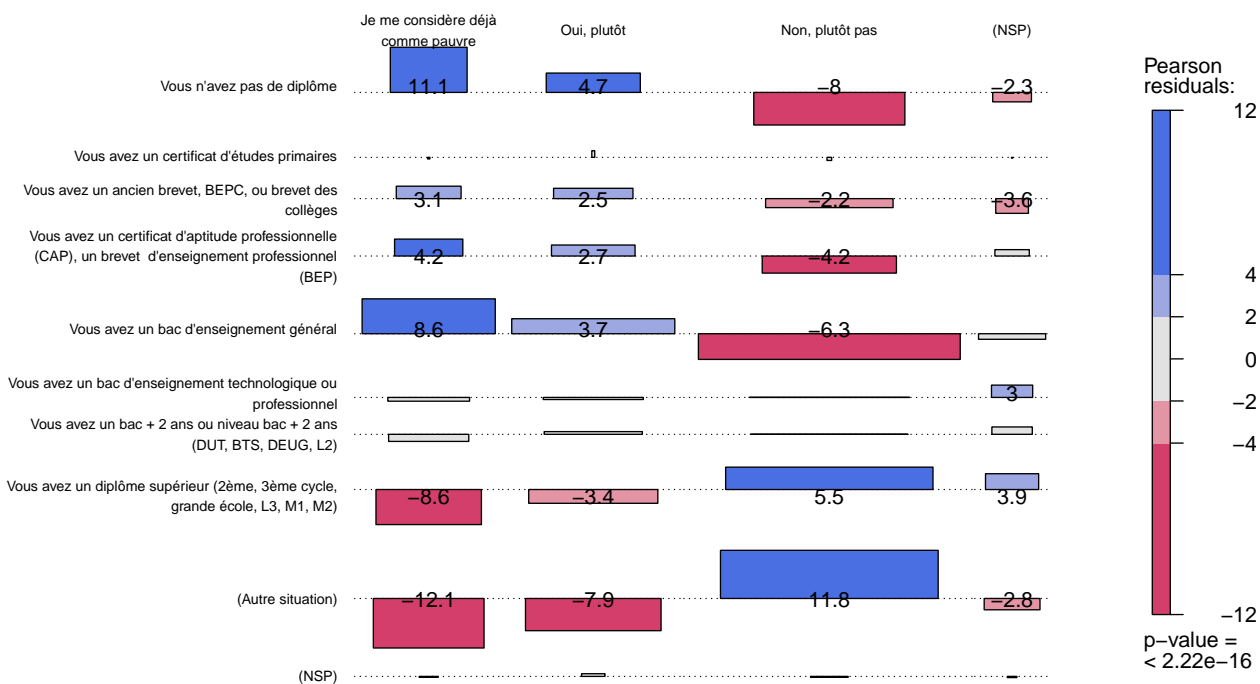 Je me considère déjà
comme pauvre
Oui, plutôt
Non, plutôt pas
(NSP)
Pearson
residuals:
Vous n'avez pas de diplôme
11.1
4.7
−8
−2.3
12
Vous avez un certificat d'études primaires
Vous avez un ancien brevet, BEPC, ou brevet des
collèges
3.1
2.5
−2.2
−3.6
Vous avez un certificat d'aptitude professionnelle
(CAP), un brevet d'enseignement professionnel
(BEP)
4.2
2.7
−4.2
4
Vous avez un bac d'enseignement général
8.6
3.7
−6.3
2
0
Vous avez un bac d'enseignement technologique ou
professionnel
3
−2
Vous avez un bac + 2 ans ou niveau bac + 2 ans
(DUT, BTS, DEUG, L2)
−4
Vous avez un diplôme supérieur (2ème, 3ème cycle,
grande école, L3, M1, M2)
−8.6
−3.4
5.5
3.9
(Autre situation)
−12.1
−7.9
11.8
−2.8
−12
p−value =
< 2.22e−16
(NSP)